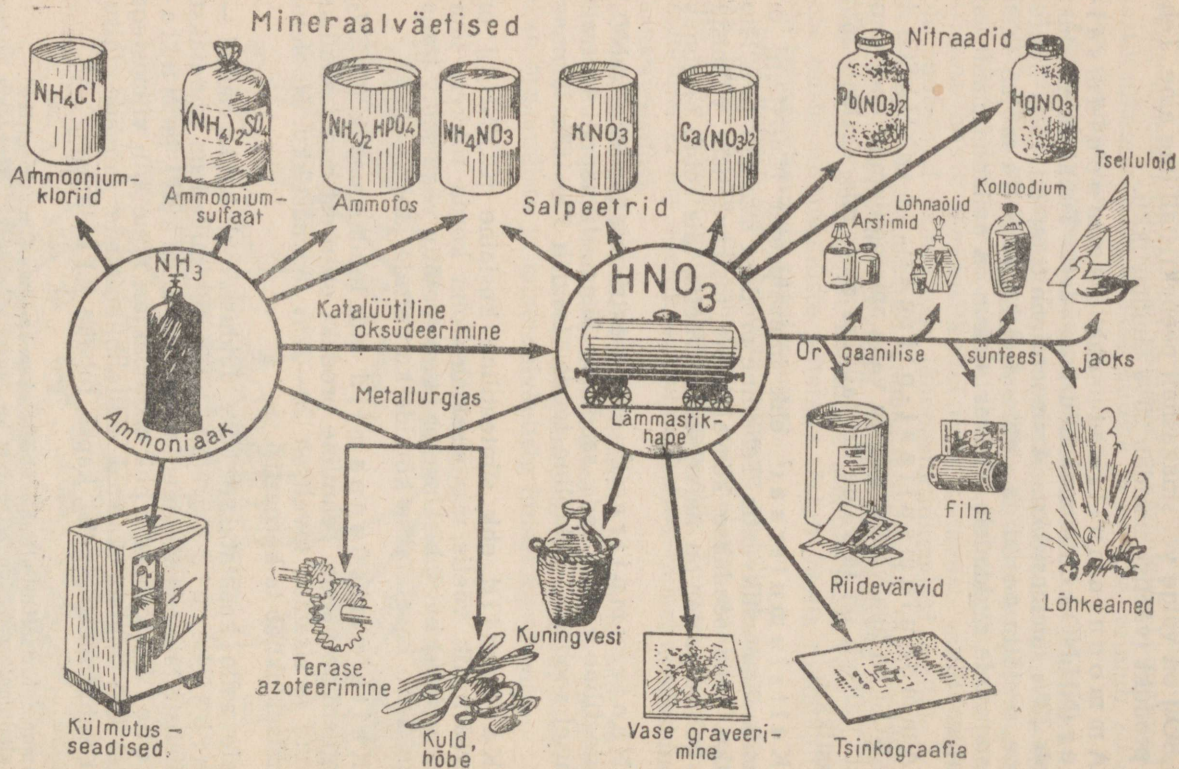 Mineraalväetised
Nitraadid
NH4Cl
(NH4)2SO4
(NH4)2HPO4
NH4NO3
KNO3
Ca(NO3)2
Pb(NO3)2
HgNO3
Ammoonium-
kloriid
Ammoonium-
sulfaat
Ammofos
Salpeetrid
Arstimid
Lõhnaõlid
Kolloodium
Tselluloid
NH3
Ammoniaak
Katalüütiline
oksüdeerimine
Metallurgias
HNO3
Lämmastik-
hape
Or gaanilise sunteesi jaoks
Riidevärvid
Film
Lõhkeained
Külmutus-
seadised.
Terase
azoteerimine
Kuld,
hõbe
Kuningvesi
Vase graveeri-
mine
Tsinkograafia